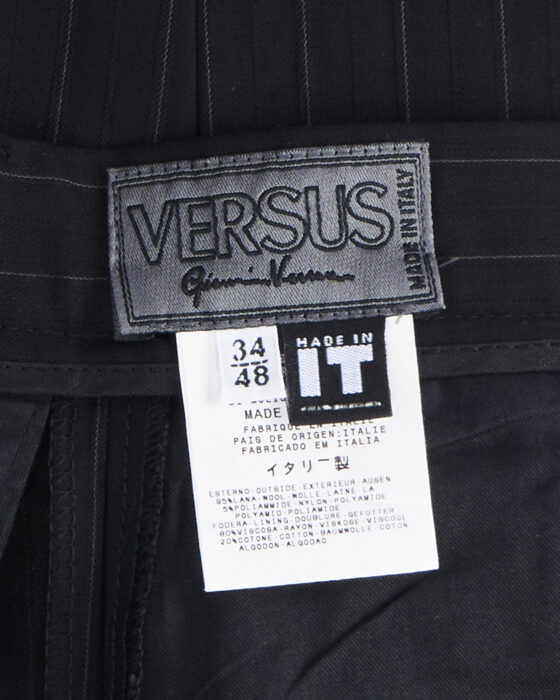 VERSUS
Gianni Versace
MADE IN ITALY
34
48
MADE IN
IT
MADE
FABRIQUE EN ITALIE
PAIS DE ORIGEN:ITALIE
FABRICADO EM ITALIA
イタリー製
ESTERNO-OUTSIDE-EXTERIEUR-AUßEN
95%LANA-WOOL-WOLLE-LAINE-LA
5%POLIAMMIDE-NYLON-POLYAMIDE
POLYAMID-POLIAMIDE
FODERA-LINING-DOUBLURE-GEFUTTER
80%VISCOSA-RAYON-VISKOSE-VISCOUE
20%COTONE-COTTON-BAUMWOLLE-COTON
ALGODON-ALGODAO